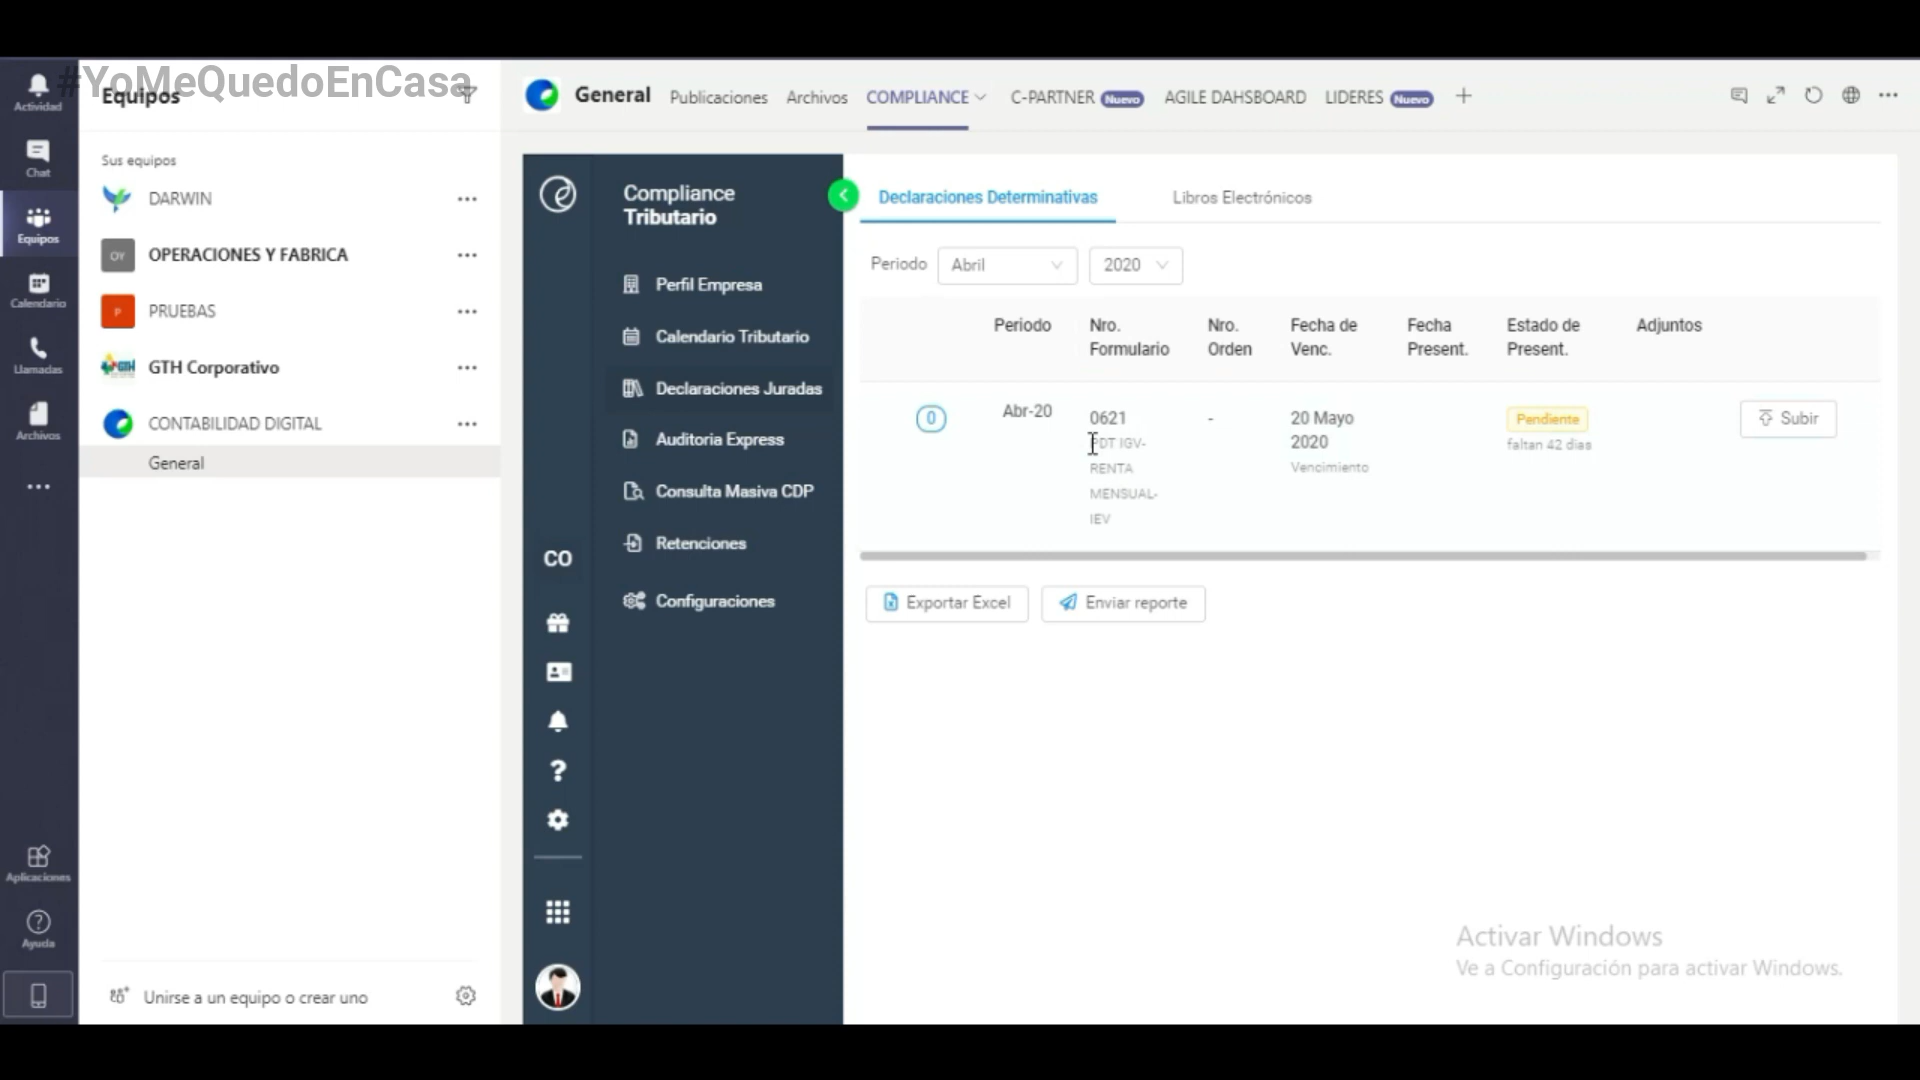 #YoMeQuedoEnCasa
Equipos
Actividad
Chat
Equipos
Calendario
Llamadas
Archivos
Aplicaciones
Ayuda
Sus equipos
DARWIN
OY
OPERACIONES Y FABRICA
P
PRUEBAS
GTH
GTH Corporativo
CONTABILIDAD DIGITAL
General
Unirse a un equipo o crear uno
General Publicaciones Archivos COMPLIANCE C-PARTNER Nuevo AGILE DAHSBOARD LIDERES Nuevo
Compliance
Tributario
Perfil Empresa
Calendario Tributario
Declaraciones Juradas
Auditoria Express
Consulta Masiva CDP
Retenciones
Configuraciones
CO
Declaraciones Determinativas Libros Electrónicos
Periodo Abril 2020
Periodo
Nro.
Formulario
Nro.
Orden
Fecha de
Venc.
Fecha
Present.
Estado de
Present.
Adjuntos
0
Abr-20
0621
PDT IGV-
RENTA
MENSUAL-
IEV
-
20 Mayo
2020
Vencimiento
Pendiente
faltan 42 dias
Subir
Exportar Excel Enviar reporte
Activar Windows
Ve a Configuración para activar Windows.